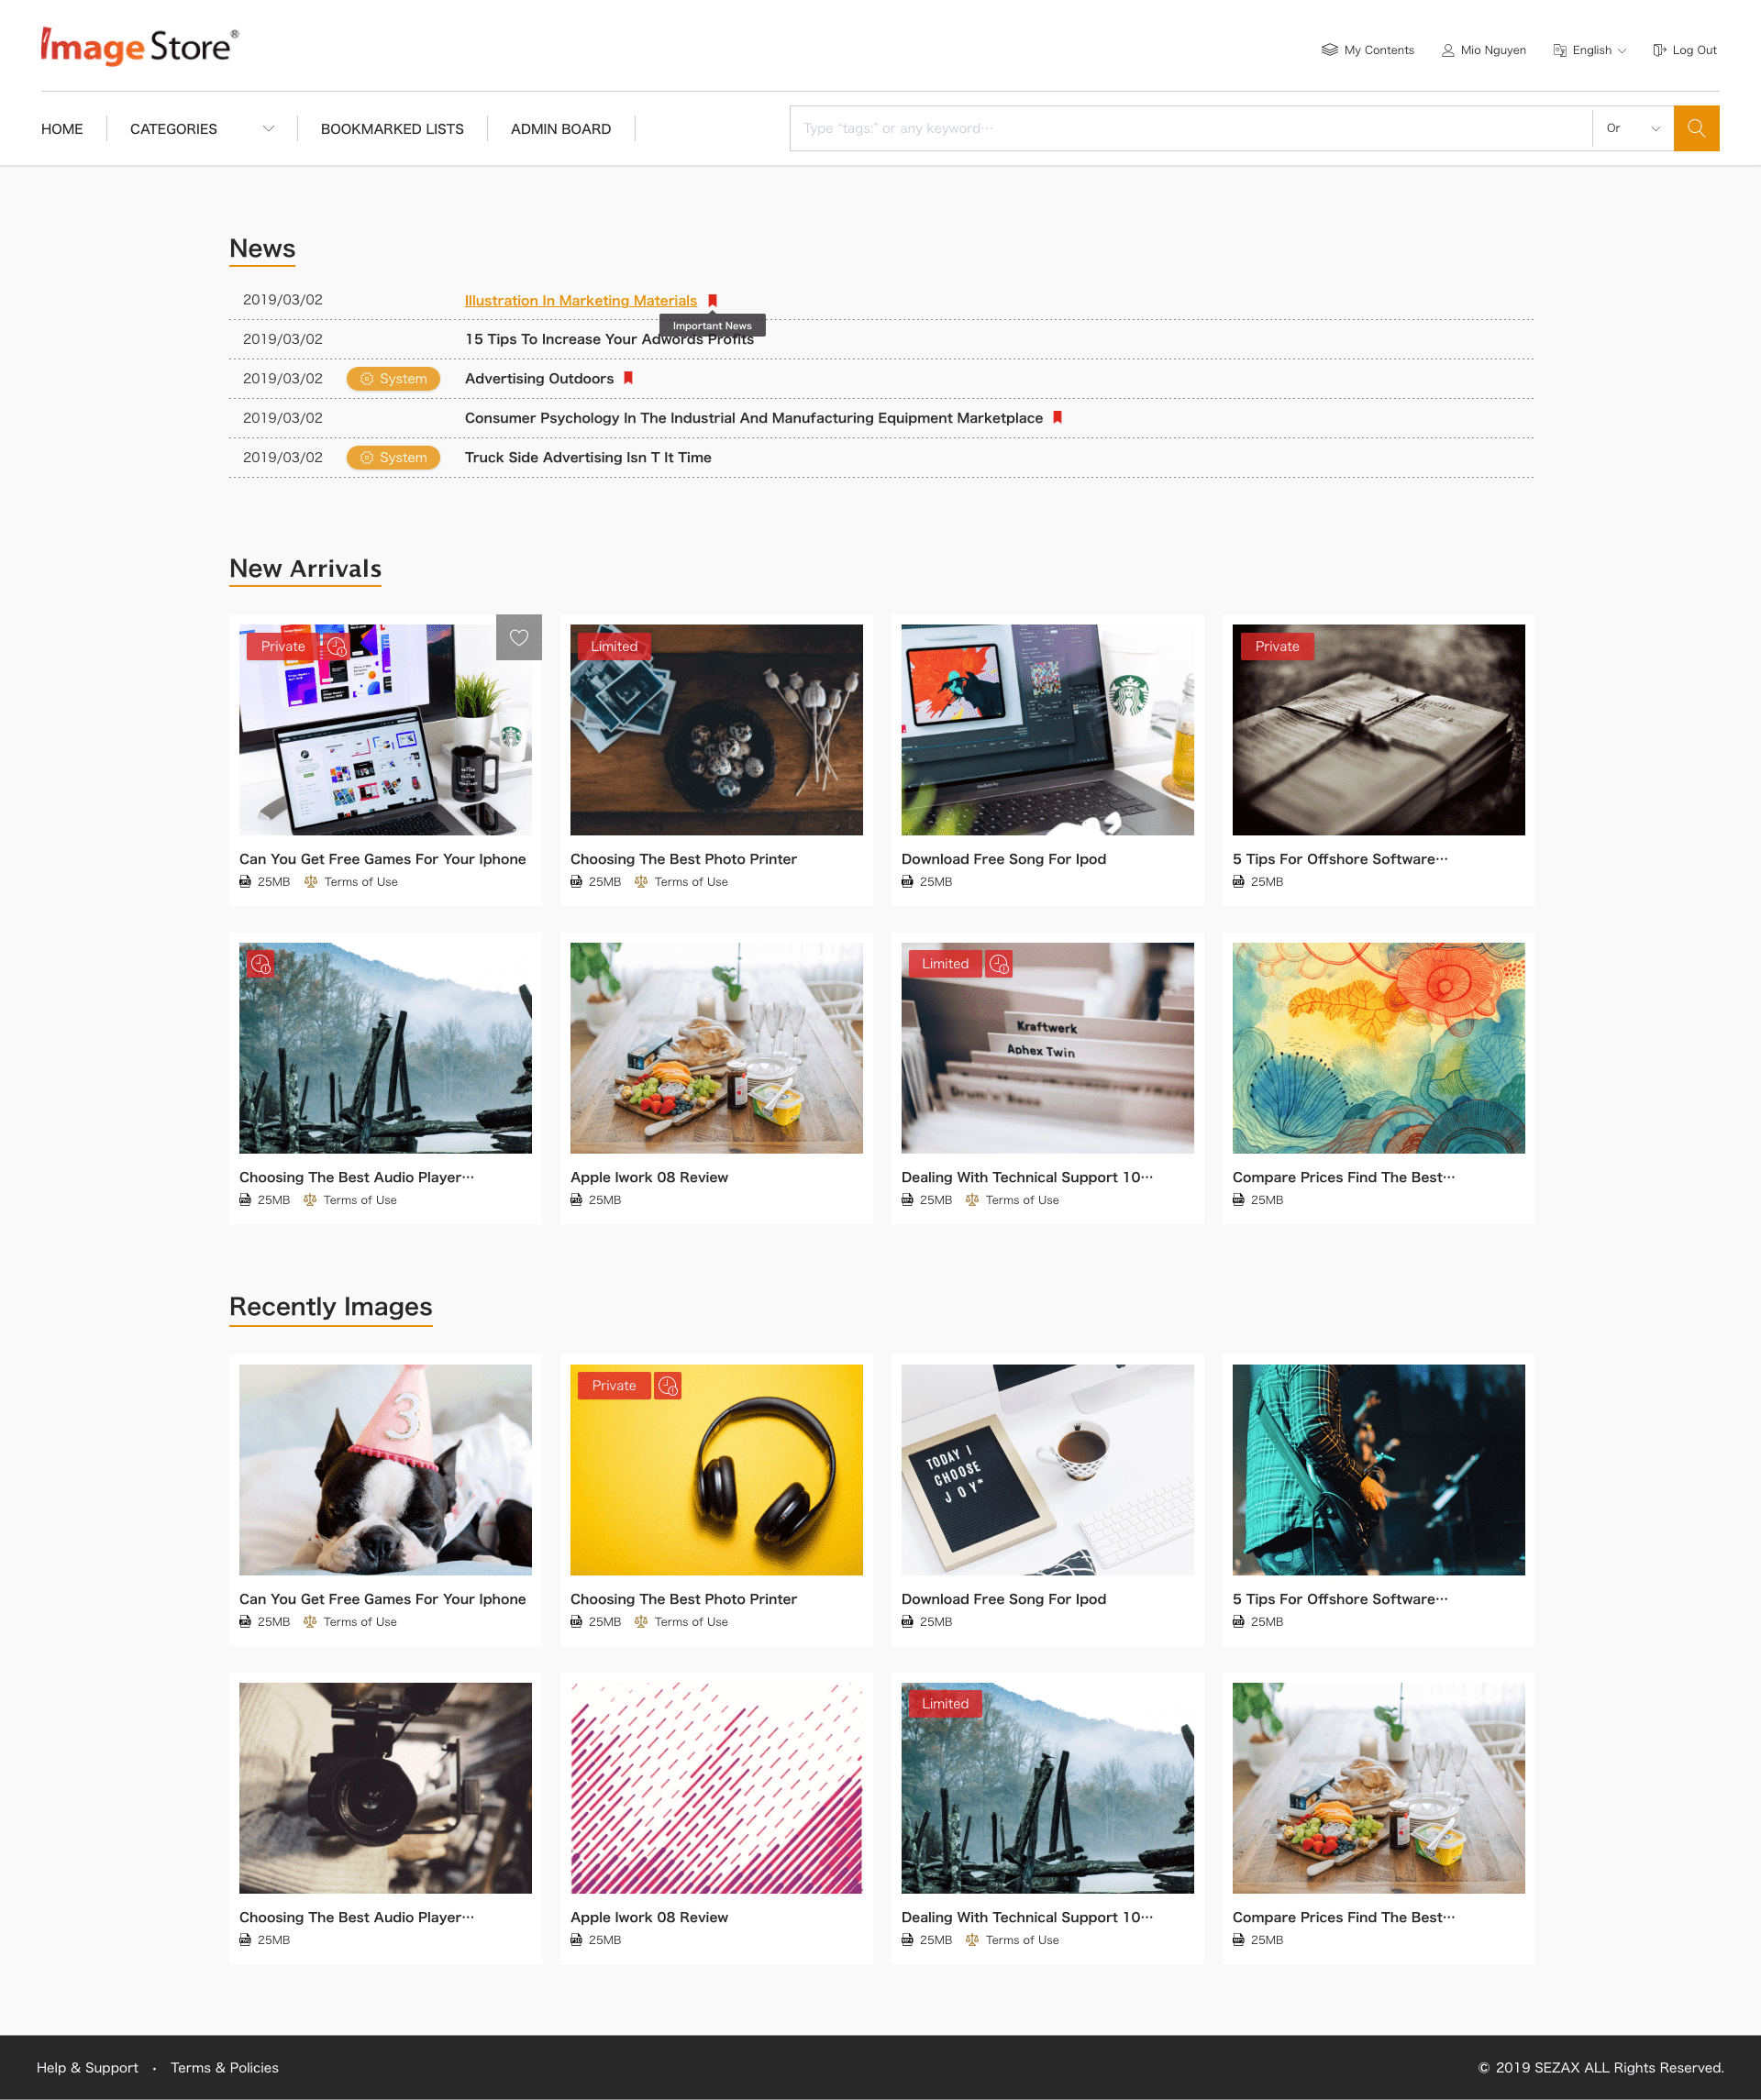 Image Store®
My Contents
Mio Nguyen
English
Log Out
HOME
CATEGORIES
BOOKMARKED LISTS
ADMIN BOARD
Type “tags:” or any keyword…
Or
News
2019/03/02 Illustration In Marketing Materials
Important News
2019/03/02 15 Tips To Increase Your Adwords Profits
2019/03/02 System Advertising Outdoors
2019/03/02 Consumer Psychology In The Industrial And Manufacturing Equipment Marketplace
2019/03/02 System Truck Side Advertising Isn T It Time
New Arrivals
Private
Limited
Private
Can You Get Free Games For Your Iphone
25MB Terms of Use
Choosing The Best Photo Printer
25MB Terms of Use
Download Free Song For Ipod
25MB
5 Tips For Offshore Software…
25MB
Limited
Kraftwerk
Aphex Twin
Drum'n'Bass
Choosing The Best Audio Player…
25MB Terms of Use
Apple Iwork 08 Review
25MB
Dealing With Technical Support 10…
25MB Terms of Use
Compare Prices Find The Best…
25MB
Recently Images
3
Private
TODAY I
CHOOSE
JOY*
Can You Get Free Games For Your Iphone
25MB Terms of Use
Choosing The Best Photo Printer
25MB Terms of Use
Download Free Song For Ipod
25MB
5 Tips For Offshore Software…
25MB
Limited
Choosing The Best Audio Player…
25MB
Apple Iwork 08 Review
25MB
Dealing With Technical Support 10…
25MB Terms of Use
Compare Prices Find The Best…
25MB
Help & Support • Terms & Policies
© 2019 SEZAX ALL Rights Reserved.